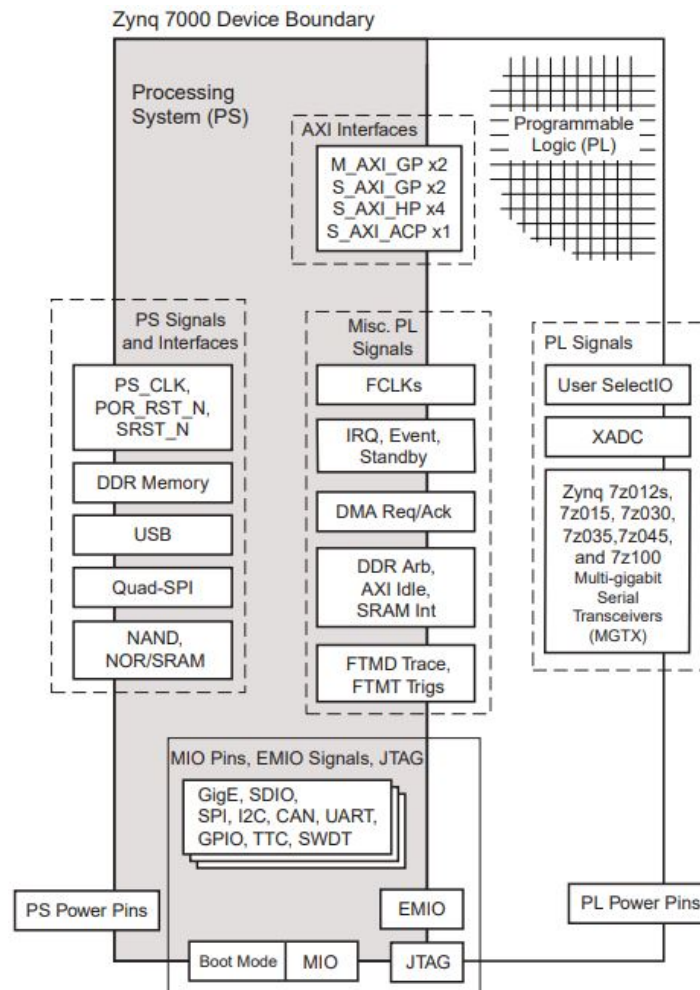 Zynq 7000 Device Boundary
Processing
System (PS)
AXI Interfaces
M_AXI_GP x2
S_AXI_GP x2
S_AXI_HP x4
S_AXI_ACP x1
Programmable
Logic (PL)
PS Signals
and Interfaces
PS_CLK,
POR_RST_N,
SRST_N
DDR Memory
USB
Quad-SPI
NAND,
NOR/SRAM
Misc. PL
Signals
FCLKs
IRQ, Event,
Standby
DMA Req/Ack
DDR Arb,
AXI Idle,
SRAM Int
FTMD Trace,
FTMT Trigs
PL Signals
User SelectIO
XADC
Zynq 7z012s,
7z015, 7z030,
7z035,7z045,
and 7z100
Multi-gigabit
Serial
Transceivers
(MGTX)
MIO Pins, EMIO Signals, JTAG
GigE, SDIO,
SPI, I2C, CAN, UART,
GPIO, TTC, SWDT
PS Power Pins
EMIO
PL Power Pins
Boot Mode
MIO
JTAG